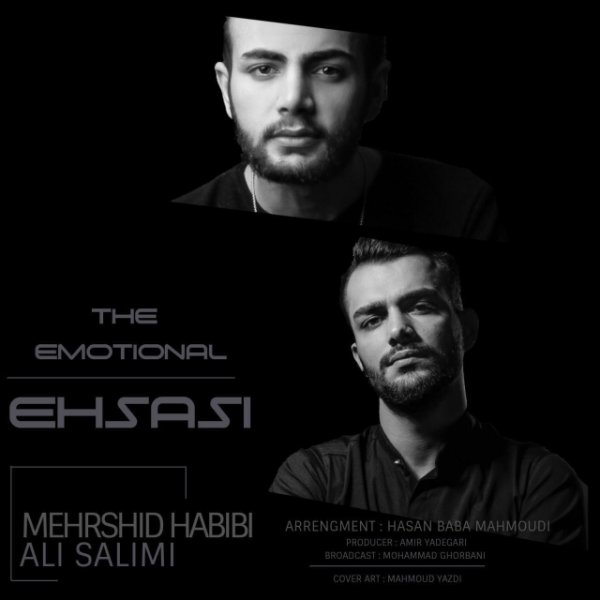 THE
EMOTIONAL
EHSASI
MEHRSHID HABIBI
ALI SALIMI
ARRENGMENT : HASAN BABA MAHMOUDI
PRODUCER : AMIR YADEGARI
BROADCAST : MOHAMMAD GHORBANI
COVER ART : MAHMOUD YAZDI